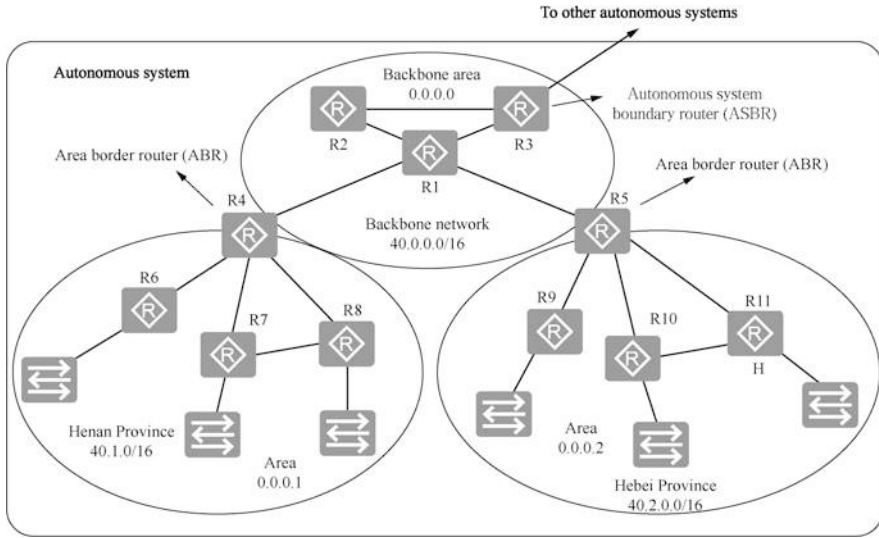 To other autonomous systems
Autonomous system
Backbone area
0.0.0.0
R
R
R2
R3
R
R1
Autonomous system
boundary router (ASBR)
Area border router (ABR)
Area border router (ABR)
R4
R
R5
R
Backbone network
40.0.0.0/16
R6
R
R7
R
R8
R
R9
R
R10
R
R11
R
H
Henan Province
40.1.0/16
Area
0.0.0.1
Area
0.0.0.2
Hebei Province
40.2.0.0/16